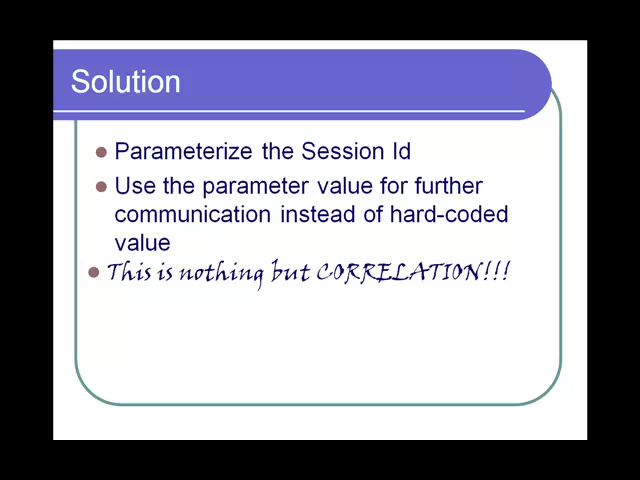 Solution
Parameterize the Session Id
Use the parameter value for further
communication instead of hard-coded
value
This is nothing but CORRELATION!!!